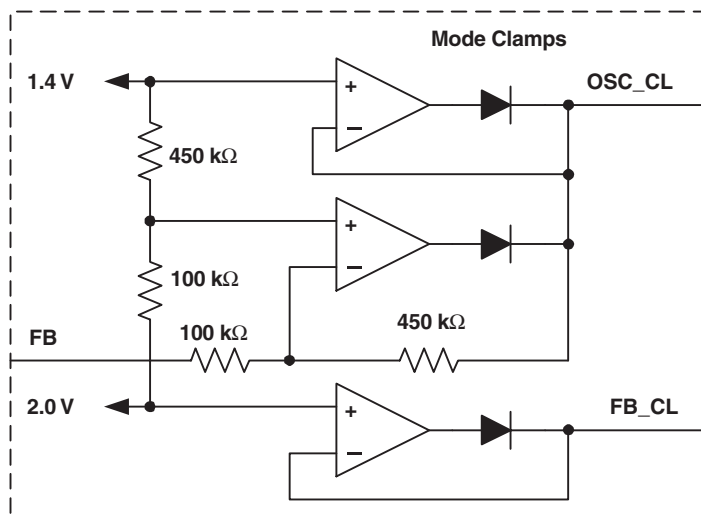 Mode Clamps
1.4 V
OSC_CL
+
−
450 kΩ
+
−
100 kΩ
FB
100 kΩ
450 kΩ
2.0 V
+
−
FB_CL